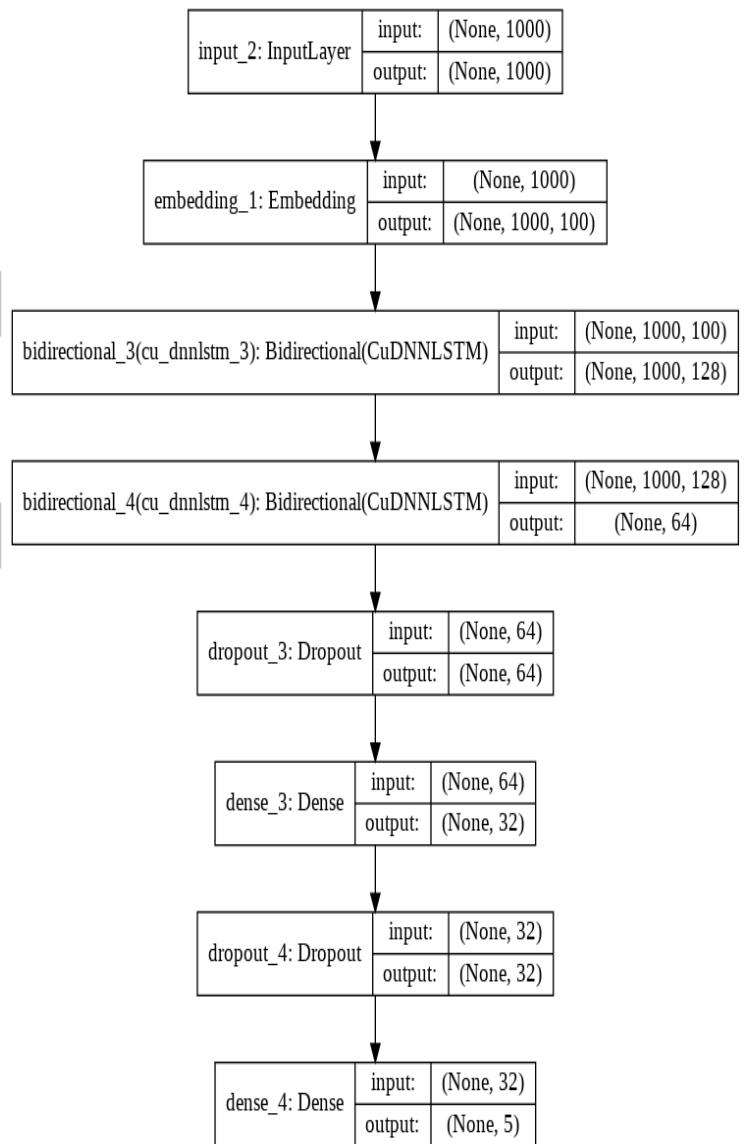 input_2: InputLayer
input: (None, 1000)
output: (None, 1000)
embedding_1: Embedding
input: (None, 1000)
output: (None, 1000, 100)
bidirectional_3(cu_dnnlstm_3): Bidirectional(CuDNNLSTM)
input: (None, 1000, 100)
output: (None, 1000, 128)
bidirectional_4(cu_dnnlstm_4): Bidirectional(CuDNNLSTM)
input: (None, 1000, 128)
output: (None, 64)
dropout_3: Dropout
input: (None, 64)
output: (None, 64)
dense_3: Dense
input: (None, 64)
output: (None, 32)
dropout_4: Dropout
input: (None, 32)
output: (None, 32)
dense_4: Dense
input: (None, 32)
output: (None, 5)